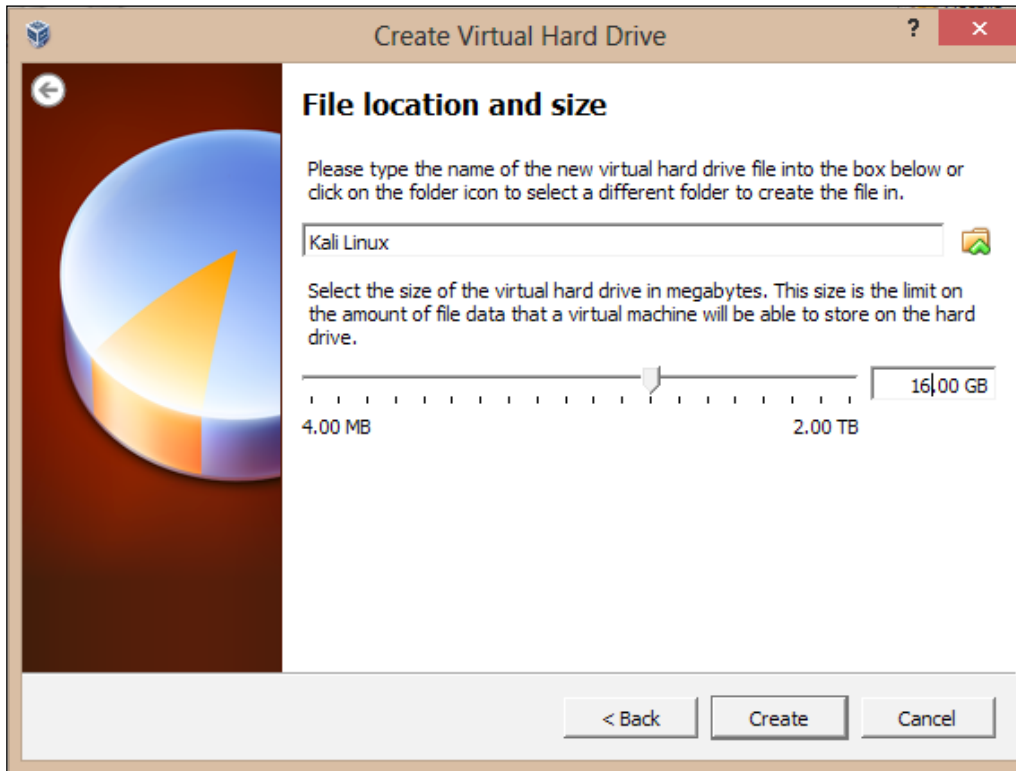 Create Virtual Hard Drive
?
File location and size
Please type the name of the new virtual hard drive file into the box below or
click on the folder icon to select a different folder to create the file in.
Kali Linux
Select the size of the virtual hard drive in megabytes. This size is the limit on
the amount of file data that a virtual machine will be able to store on the hard
drive.
16.00 GB
4.00 MB
2.00 TB
< Back
Create
Cancel